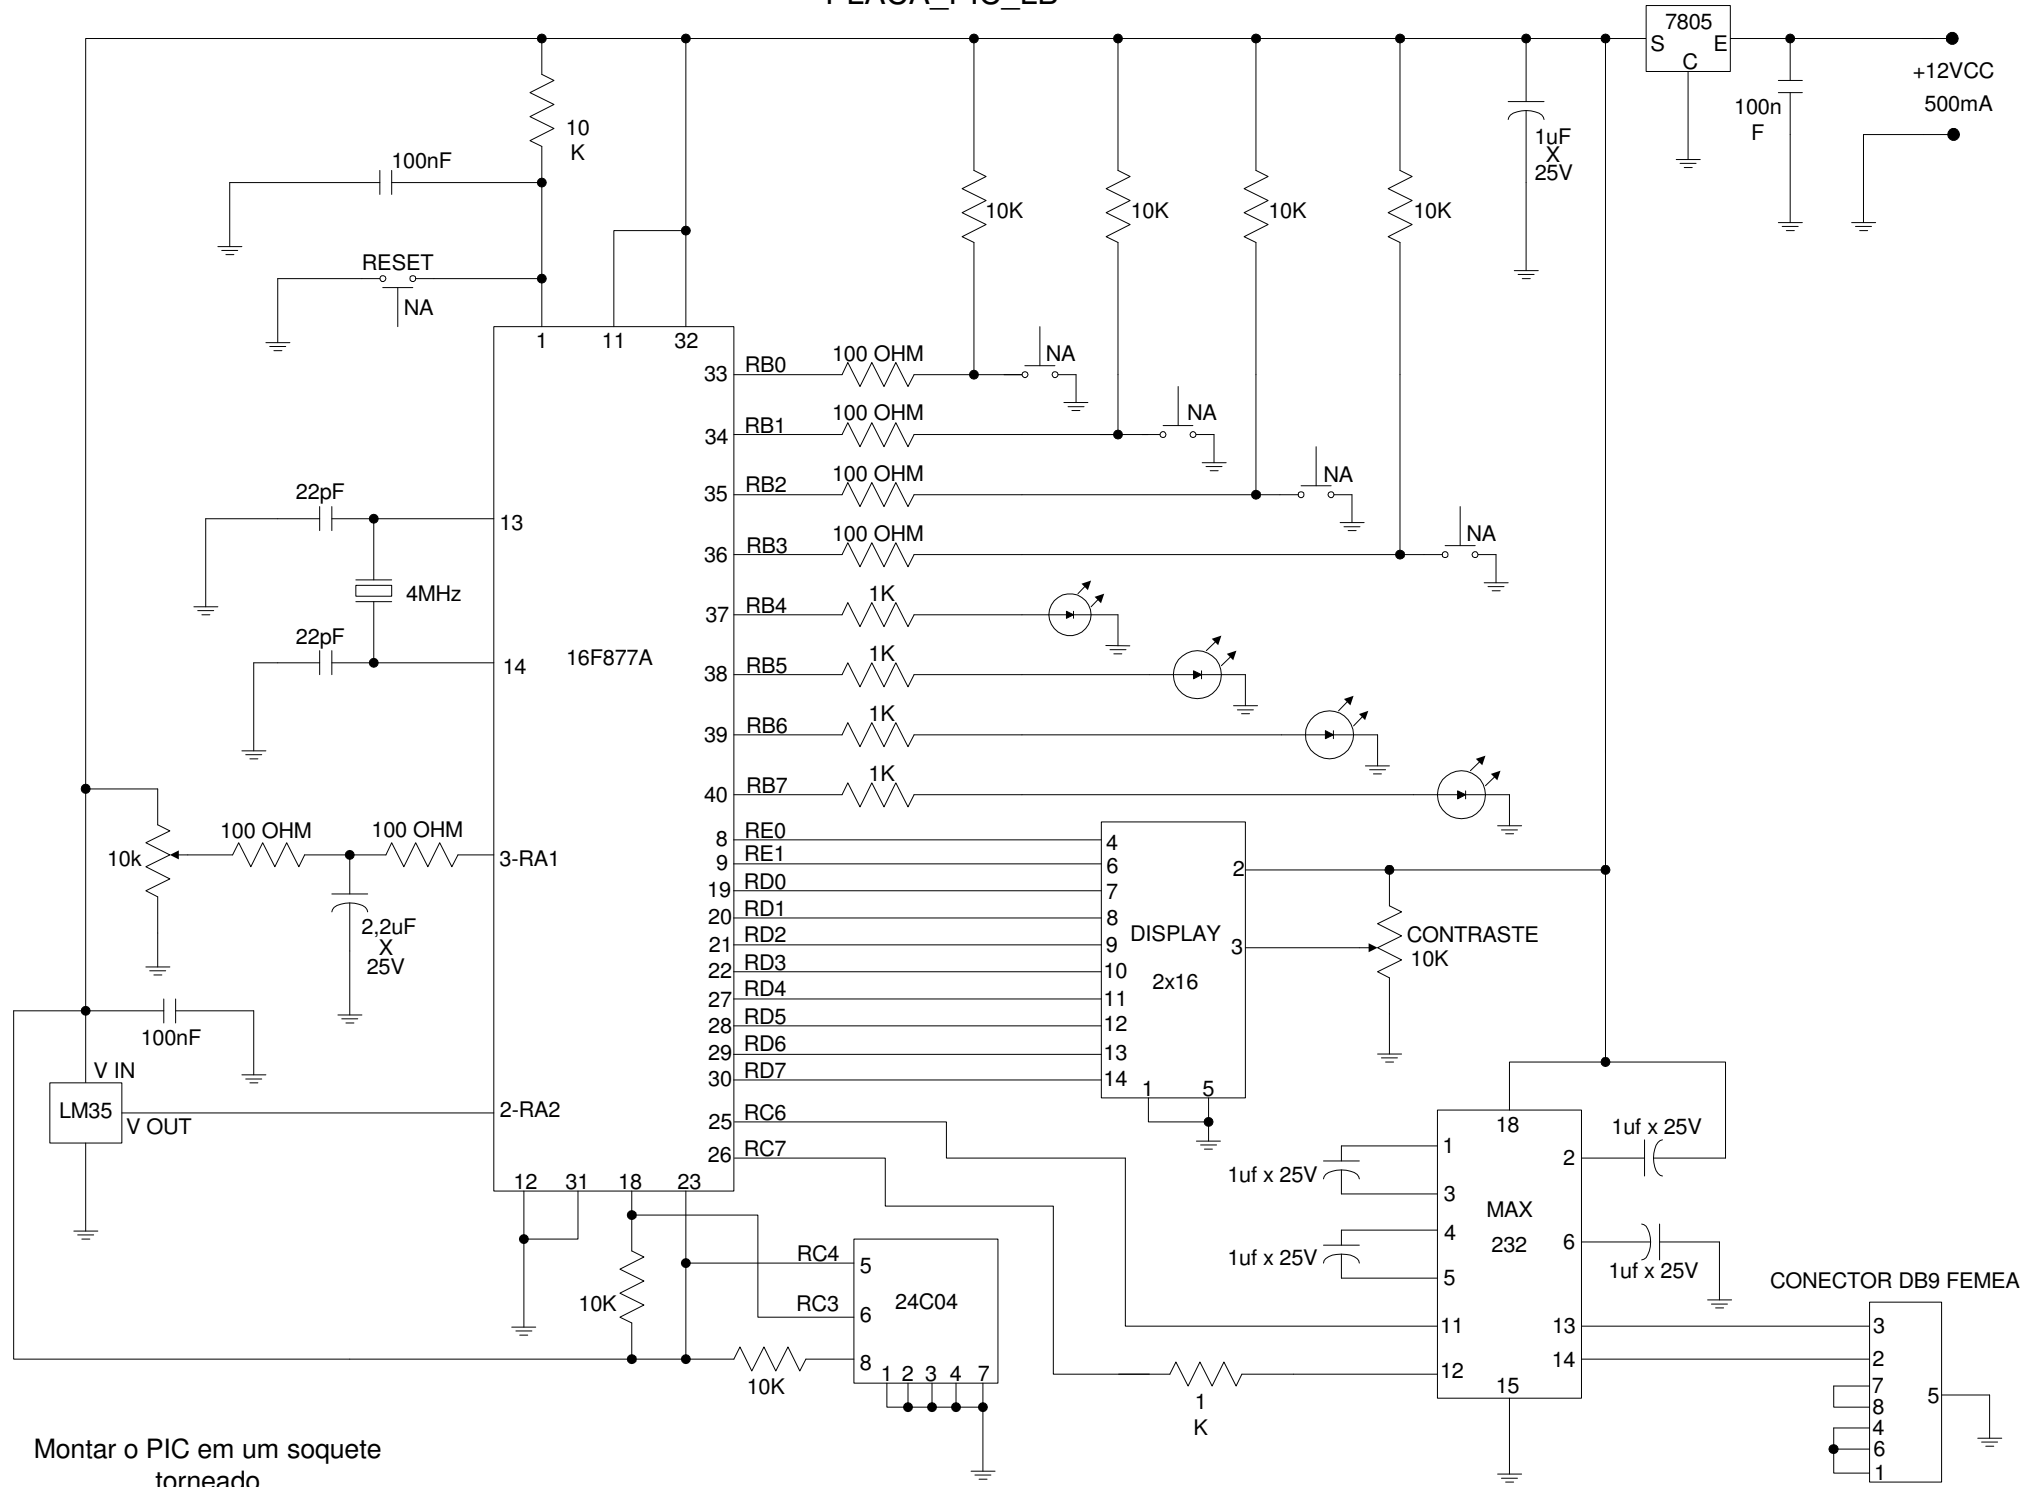 PLACA_PIC_LB
7805
S E
C
+12VCC
500mA
100n
F
1uF
X
25V
10
K
100nF
RESET
NA
10K
10K
10K
10K
1 11 32
33 RB0 100 OHM NA
34 RB1 100 OHM NA
35 RB2 100 OHM NA
36 RB3 100 OHM NA
37 RB4 1K
38 RB5 1K
39 RB6 1K
40 RB7 1K
22pF
13
4MHz
22pF
14
16F877A
10k
100 OHM
100 OHM
3-RA1
2,2uF
X
25V
100nF
V IN
LM35
V OUT
2-RA2
8 RE0 4
9 RE1 6
19 RD0 7
20 RD1 8
21 RD2 9
22 RD3 10
27 RD4 11
28 RD5 12
29 RD6 13
30 RD7 14
25 RC6
26 RC7
DISPLAY
2x16
2
3
1 5
CONTRASTE
10K
12 31 18 23
10K
10K
RC4 5
RC3 6
8
24C04
1 2 3 4 7
1
K
18
1
3
4
5
11
12
MAX
232
2
6
13
14
15
1uf x 25V
1uf x 25V
1uf x 25V
1uf x 25V
CONECTOR DB9 FEMEA
3
2
7
8
4
6
1
5
Montar o PIC em um soquete
torneado